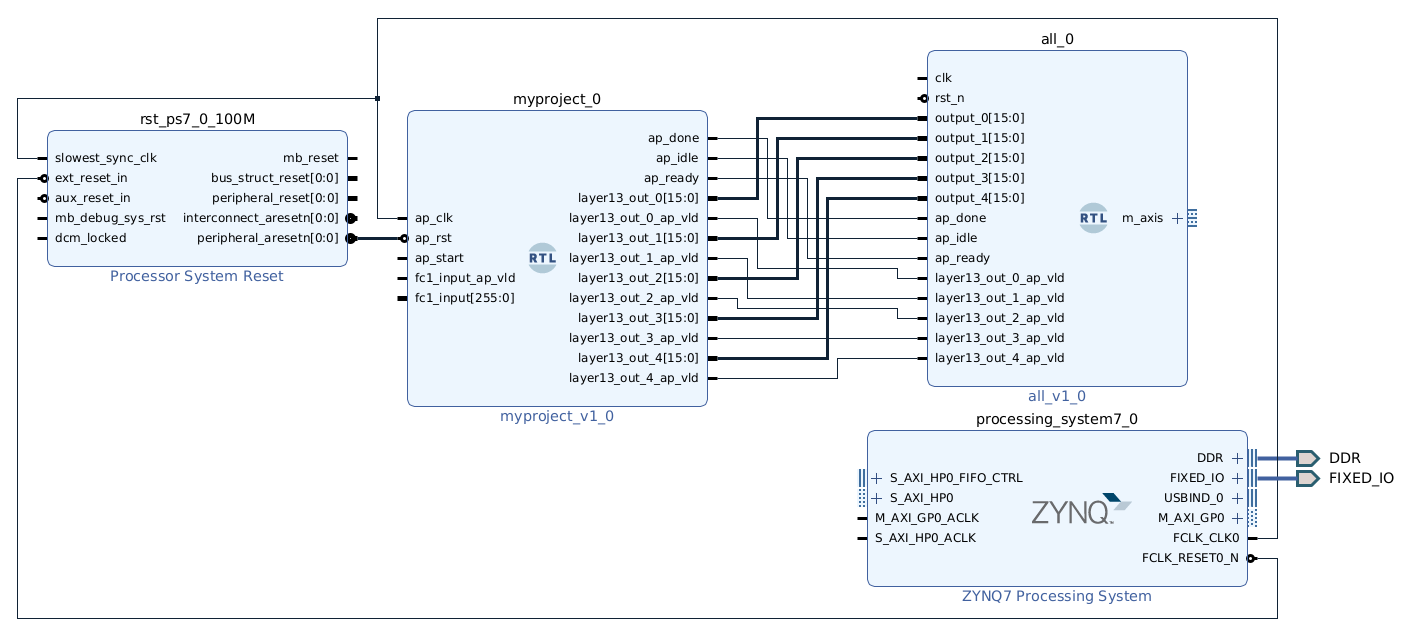 all_0
clk
rst_n
output_0[15:0]
output_1[15:0]
output_2[15:0]
output_3[15:0]
output_4[15:0]
ap_done
ap_idle
ap_ready
layer13_out_0_ap_vld
layer13_out_1_ap_vld
layer13_out_2_ap_vld
layer13_out_3_ap_vld
layer13_out_4_ap_vld
RTL
m_axis
all_v1_0
myproject_0
ap_clk
ap_rst
ap_start
fc1_input_ap_vld
fc1_input[255:0]
RTL
ap_done
ap_idle
ap_ready
layer13_out_0[15:0]
layer13_out_0_ap_vld
layer13_out_1[15:0]
layer13_out_1_ap_vld
layer13_out_2[15:0]
layer13_out_2_ap_vld
layer13_out_3[15:0]
layer13_out_3_ap_vld
layer13_out_4[15:0]
layer13_out_4_ap_vld
myproject_v1_0
rst_ps7_0_100M
slowest_sync_clk
ext_reset_in
aux_reset_in
mb_debug_sys_rst
dcm_locked
mb_reset
bus_struct_reset[0:0]
peripheral_reset[0:0]
interconnect_aresetn[0:0]
peripheral_aresetn[0:0]
Processor System Reset
processing_system7_0
S_AXI_HP0_FIFO_CTRL
S_AXI_HP0
M_AXI_GP0_ACLK
S_AXI_HP0_ACLK
ZYNQ
DDR
FIXED_IO
USBIND_0
M_AXI_GP0
FCLK_CLK0
FCLK_RESET0_N
ZYNQ7 Processing System
DDR
FIXED_IO